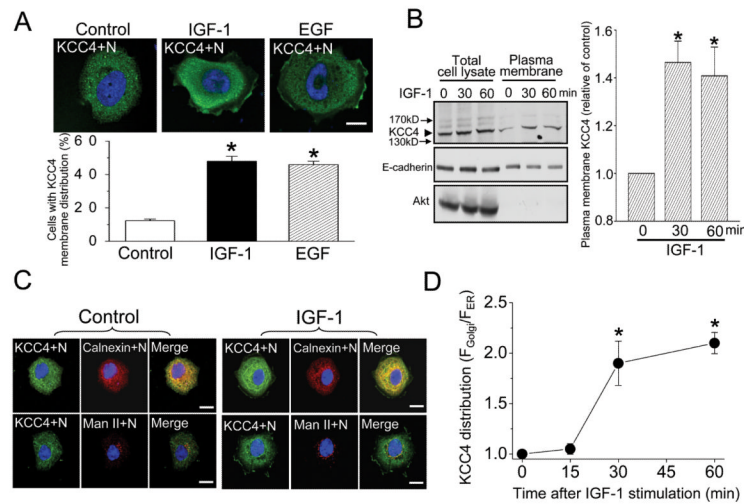 A
Control IGF-1 EGF
KCC4+N KCC4+N KCC4+N
Cells with KCC4
membrane distribution (%)
6 0
4 0
2 0
0
* *
Control IGF-1 EGF
B
Total
cell lysate
Plasma
membrane
IGF-1 0 30 60 0 30 60 min
170kD
KCC4
130kD
E-cadherin
Akt
Plasma membrane KCC4 (relative of control)
1.6
1.4
1.2
1.0
0.8
* *
0 30 60 min
IGF-1
C
Control IGF-1
KCC4+N Calnexin+N Merge KCC4+N Calnexin+N Merge
KCC4+N Man II+N Merge KCC4+N Man II+N Merge
D
KCC4 distribution (FGolgi/FER)
2.5
2.0
1.5
1.0
* *
0 15 30 45 60
Time after IGF-1 stimulation (min)